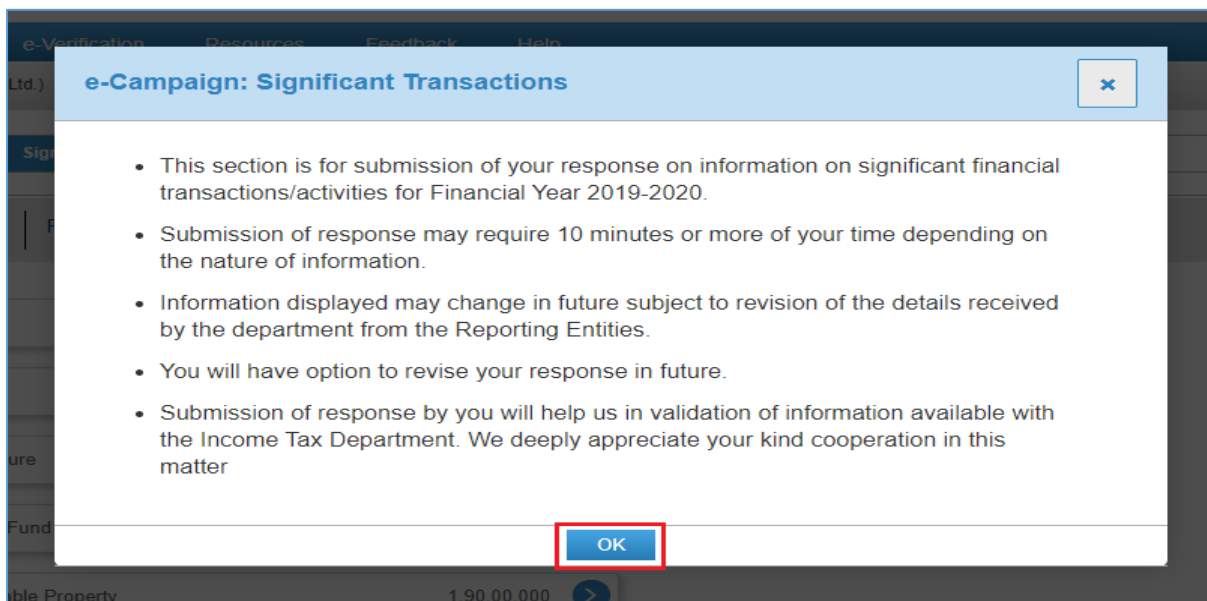 e-Verification Resources Feedback Help
Ltd.)
e-Campaign: Significant Transactions
×
Sign
• This section is for submission of your response on information on significant financial
transactions/activities for Financial Year 2019-2020.
• Submission of response may require 10 minutes or more of your time depending on
the nature of information.
• Information displayed may change in future subject to revision of the details received
by the department from the Reporting Entities.
• You will have option to revise your response in future.
• Submission of response by you will help us in validation of information available with
the Income Tax Department. We deeply appreciate your kind cooperation in this
matter
ure
Fund
OK
able Property 1,90,00,000